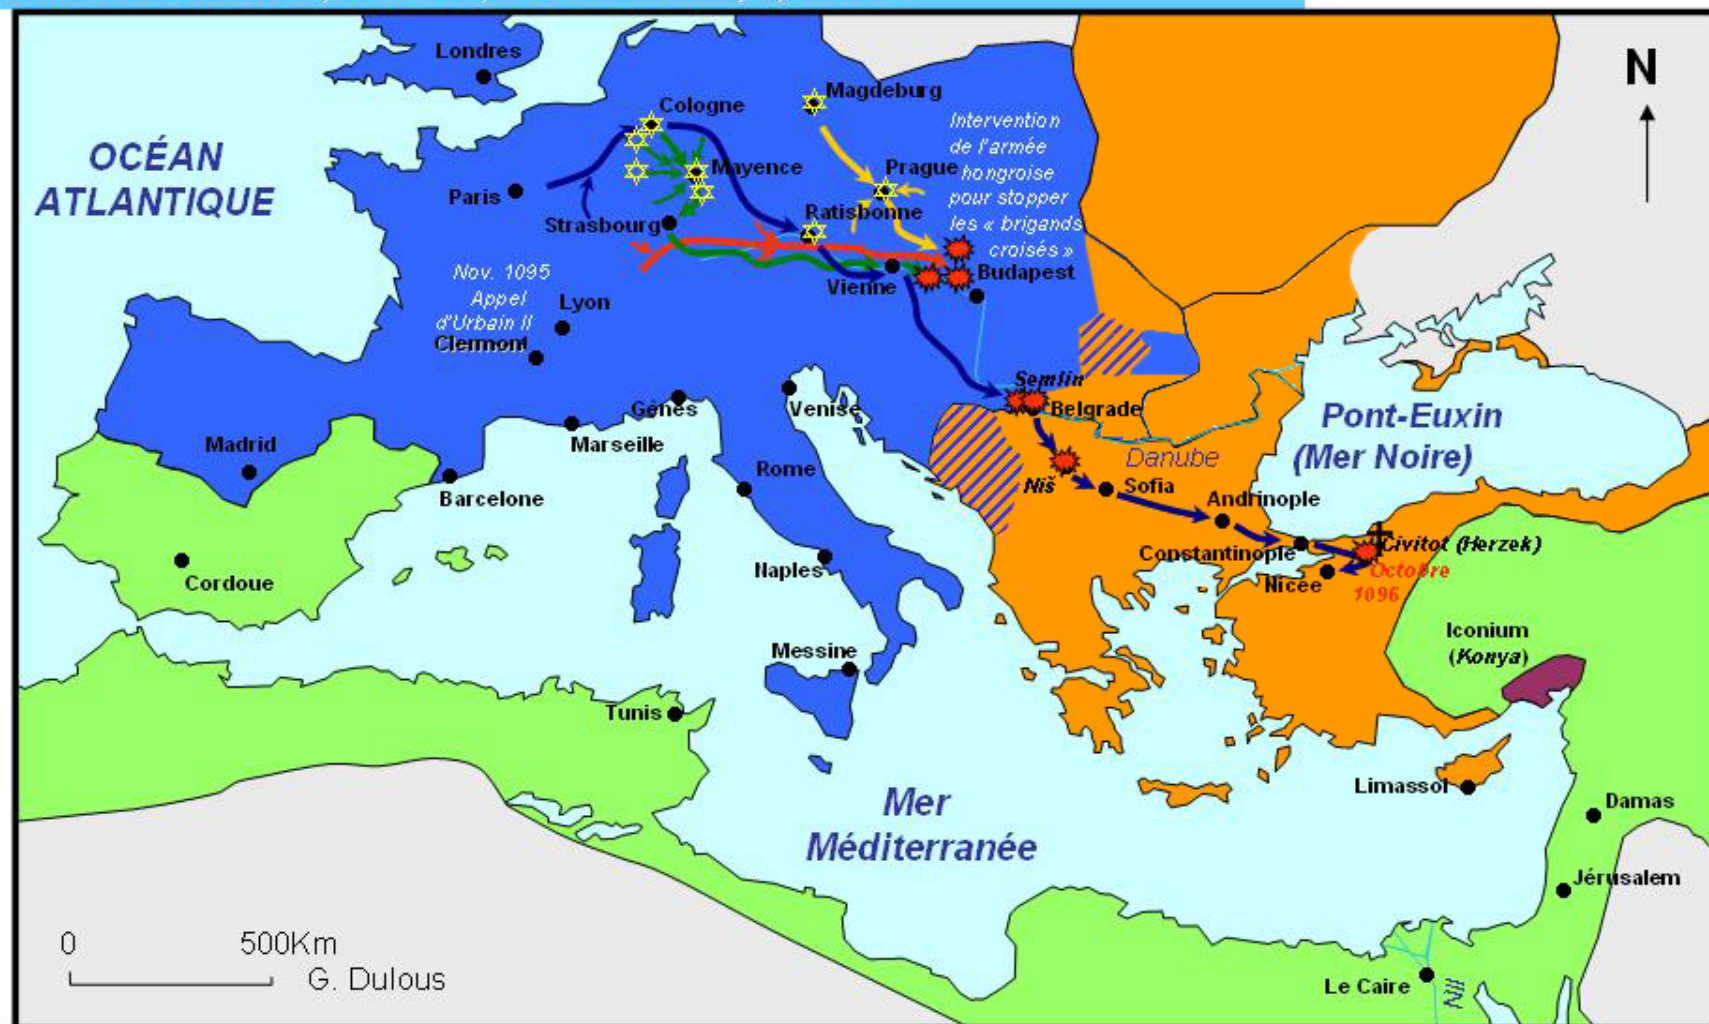 Londres
N
Magdeburg
Cologne
Intervention
de l'armée
hongroise
pour stopper
les « brigands
croisés »
OCÉAN
ATLANTIQUE
Mayence
Prague
Paris
Ratisbonne
Strasbourg
Nov. 1095
Appel
d'Urbain II
Clermont
Lyon
Vienne
Budapest
Semlin
Belgrade
Gênes
Venise
Pont-Euxin
(Mer Noire)
Marseille
Madrid
Danube
Rome
Barcelone
Niš
Sofia
Andrinople
Constantinople
Civitot (Herzek)
Octobre
1096
Nicée
Naples
Cordoue
Iconium
(Konya)
Messine
Tunis
Limassol
Mer
Méditerranée
Damas
Jérusalem
0 500Km
G. Dulous
Le Caire